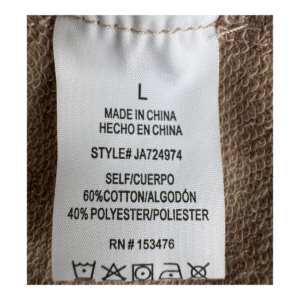 L
MADE IN CHINA
HECHO EN CHINA
STYLE# JA724974
SELF/CUERPO
60%COTTON/ALGODÓN
40% POLYESTER/POLIESTER
RN # 153476